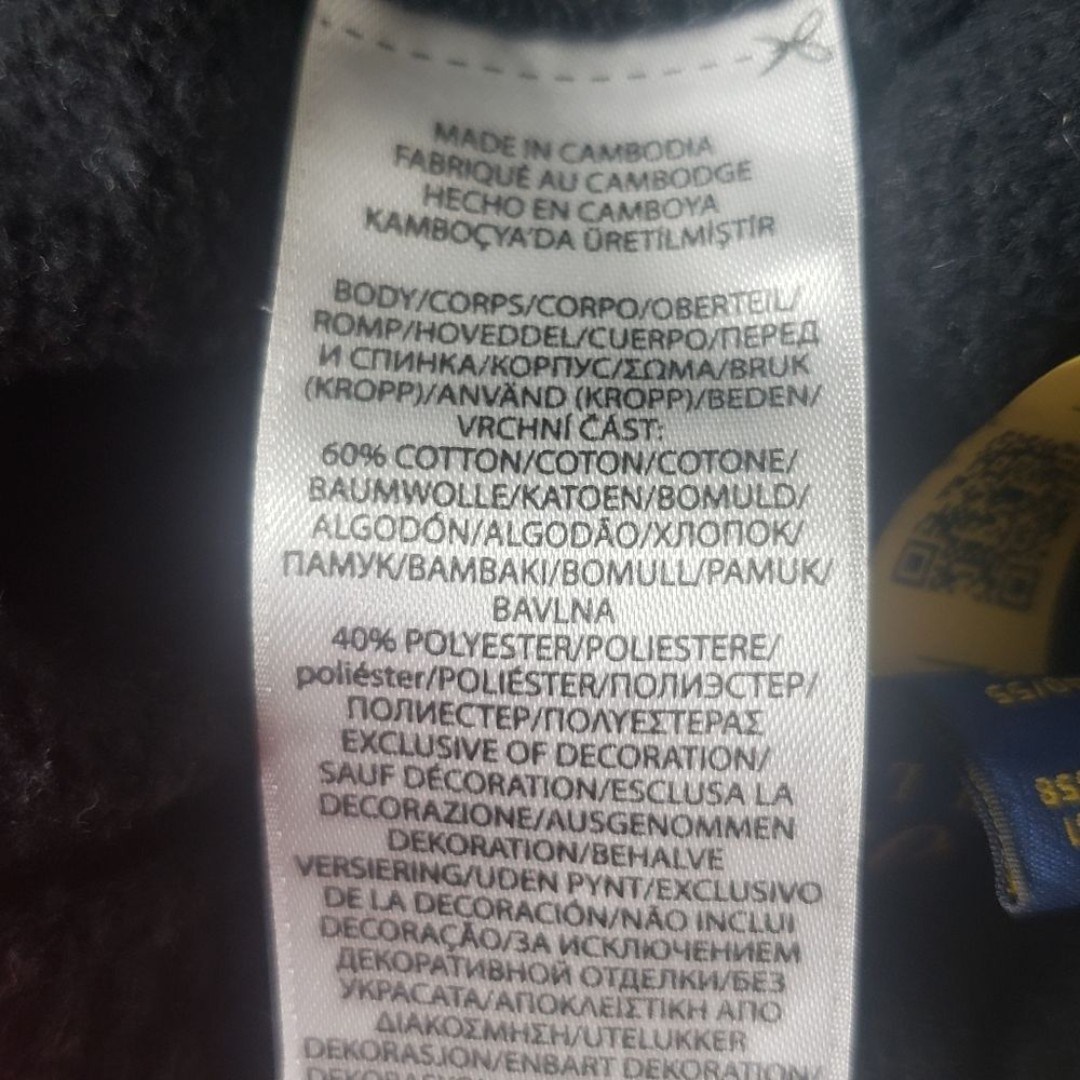 MADE IN CAMBODIA
FABRIQUÉ AU CAMBODGE
HECHO EN CAMBOYA
KAMBOÇYA'DA ÜRETİLMİŞTİR
BODY/CORPS/CORPO/OBERTEIL/
ROMP/HOVEDDEL/CUERPO/ПЕРЕД
И СПИНКА/КОРПУС/ΣΩΜΑ/BRUK
(KROPP)/ANVÄND (KROPP)/BEDEN/
VRCHNÍ ČÁST:
60% COTTON/COTON/COTONE/
BAUMWOLLE/KATOEN/BOMULD/
ALGODÓN/ALGODÃO/ХЛОПОК/
ПАМУК/ΒΑΜΒΑΚΙ/BOMULL/PAMUK/
BAVLNA
40% POLYESTER/POLIESTERE/
poliéster/POLIÉSTER/ПОЛИЭСТЕР/
ПОЛИЕСТЕР/ΠΟΛΥΕΣΤΕΡΑΣ
EXCLUSIVE OF DECORATION/
SAUF DÉCORATION/ESCLUSA LA
DECORAZIONE/AUSGENOMMEN
DEKORATION/BEHALVE
VERSIERING/UDEN PYNT/EXCLUSIVO
DE LA DECORACIÓN/NÃO INCLUI
DECORAÇÃO/ЗА ИСКЛЮЧЕНИЕМ
ДЕКОРАТИВНОЙ ОТДЕЛКИ/БЕЗ
УКРАСАТА/ΑΠΟΚΛΕΙΣΤΙΚΗ ΑΠΟ
ΔΙΑΚΟΣΜΗΣΗ/UTELUKKER
DEKORASJON/ENBART DEKORATION/